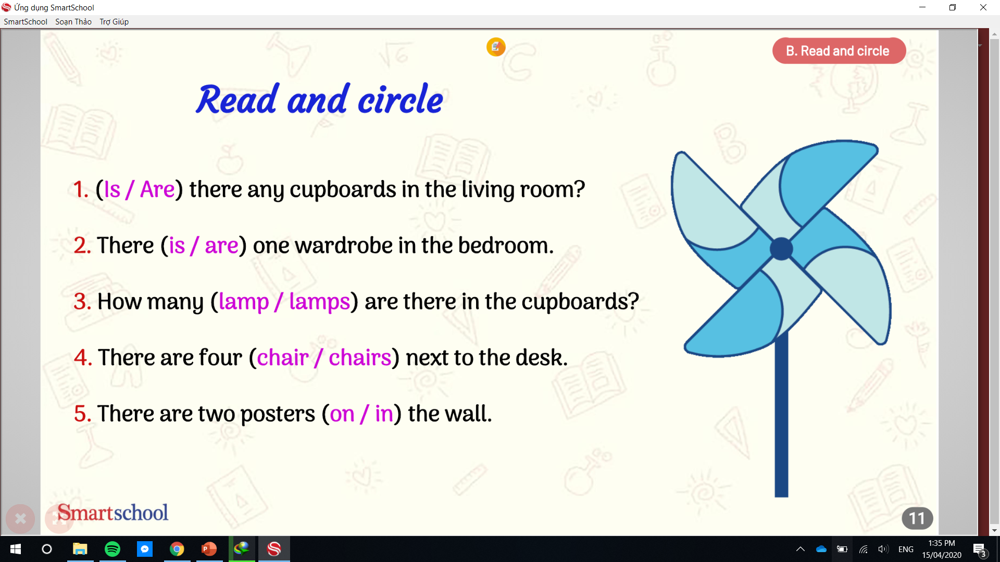 Ứng dụng SmartSchool
SmartSchool Soạn Thảo Trợ Giúp
B. Read and circle
Read and circle
1. (Is / Are) there any cupboards in the living room?
2. There (is / are) one wardrobe in the bedroom.
3. How many (lamp / lamps) are there in the cupboards?
4. There are four (chair / chairs) next to the desk.
5. There are two posters (on / in) the wall.
Smartschool
11
ENG
1:35 PM
15/04/2020
3